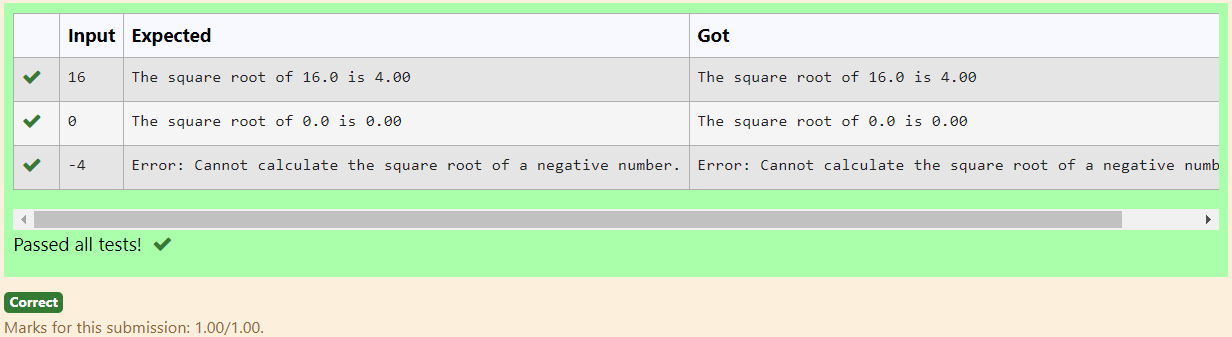 Input Expected Got
16 The square root of 16.0 is 4.00 The square root of 16.0 is 4.00
0 The square root of 0.0 is 0.00 The square root of 0.0 is 0.00
-4 Error: Cannot calculate the square root of a negative number. Error: Cannot calculate the square root of a negative numb
Passed all tests!
Correct
Marks for this submission: 1.00/1.00.